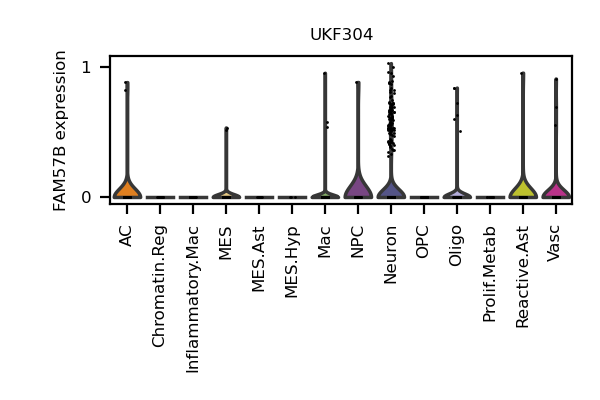 UKF304
FAM57B expression
1
0
AC
Chromatin.Reg
Inflammatory.Mac
MES
MES.Ast
MES.Hyp
Mac
NPC
Neuron
OPC
Oligo
Prolif.Metab
Reactive.Ast
Vasc